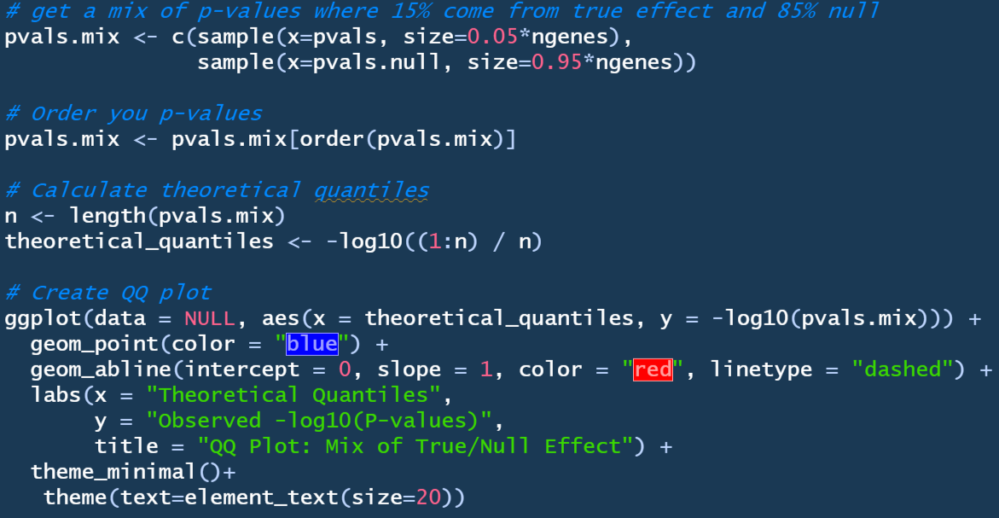 # get a mix of p-values where 15% come from true effect and 85% null
pvals.mix <- c(sample(x=pvals, size=0.05*ngenes),
               sample(x=pvals.null, size=0.95*ngenes))

# Order you p-values
pvals.mix <- pvals.mix[order(pvals.mix)]

# Calculate theoretical quantiles
n <- length(pvals.mix)
theoretical_quantiles <- -log10((1:n) / n)

# Create QQ plot
ggplot(data = NULL, aes(x = theoretical_quantiles, y = -log10(pvals.mix))) +
  geom_point(color = "blue") +
  geom_abline(intercept = 0, slope = 1, color = "red", linetype = "dashed") +
  labs(x = "Theoretical Quantiles",
       y = "Observed -log10(P-values)",
       title = "QQ Plot: Mix of True/Null Effect") +
  theme_minimal()+
   theme(text=element_text(size=20))